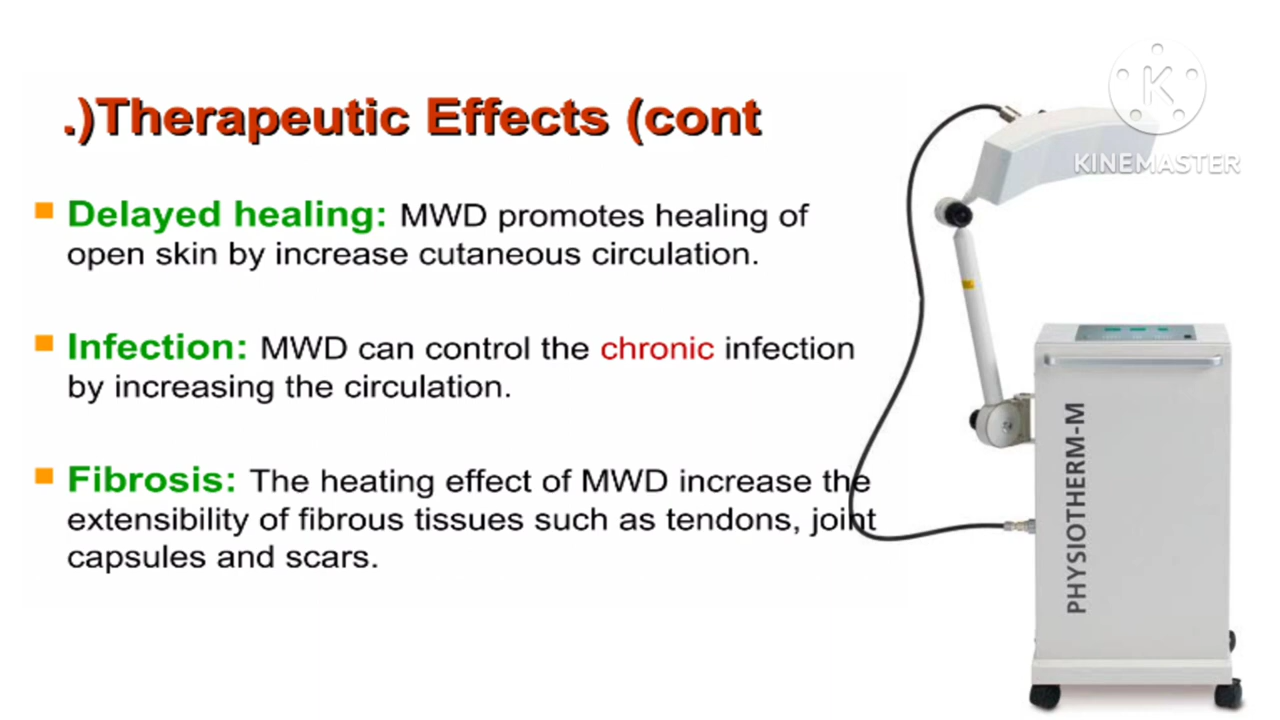 .)Therapeutic Effects (cont
Delayed healing: MWD promotes healing of
open skin by increase cutaneous circulation.
Infection: MWD can control the chronic infection
by increasing the circulation.
Fibrosis: The heating effect of MWD increase the
extensibility of fibrous tissues such as tendons, joint
capsules and scars.
K
KINEMASTER
PHYSIOTHERM-M